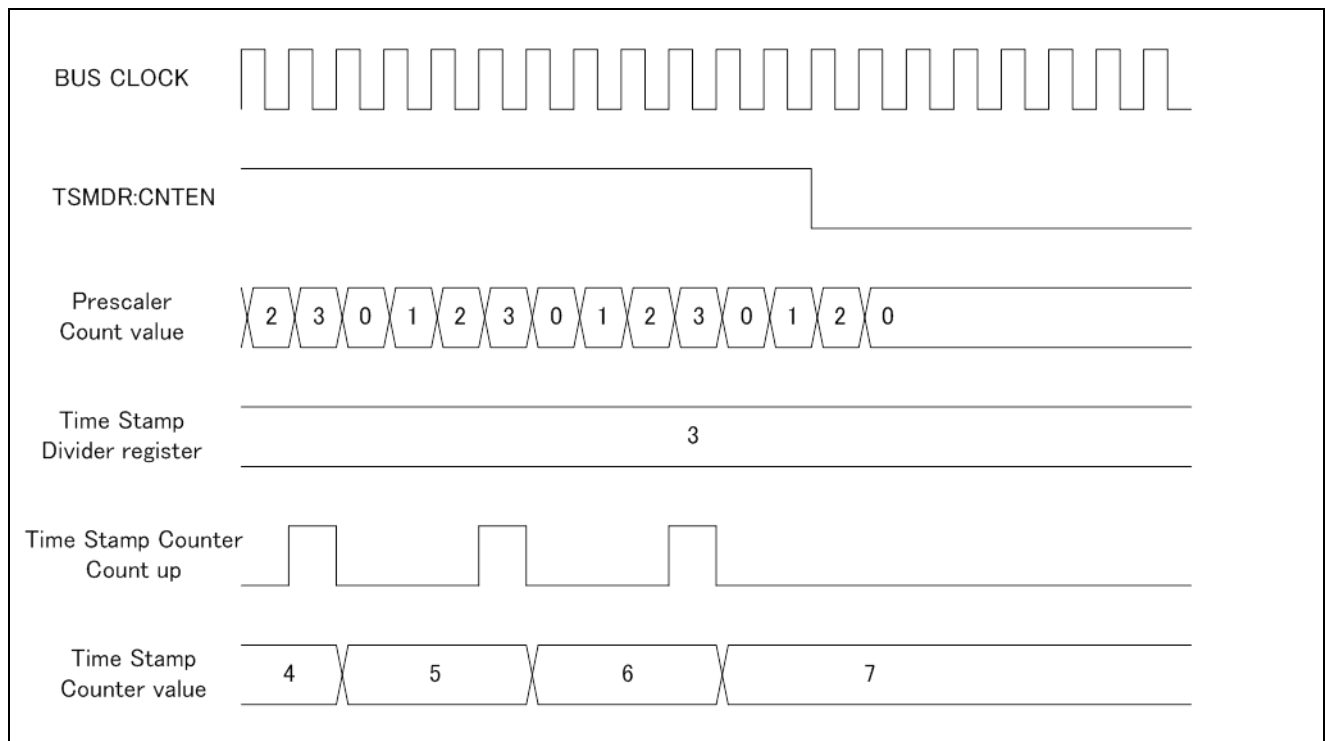 BUS CLOCK
TSMDR:CNTEN
Prescaler
Count value
2 3 0 1 2 3 0 1 2 3 0 1 2 0
Time Stamp
Divider register
3
Time Stamp Counter
Count up
Time Stamp
Counter value
4 5 6 7